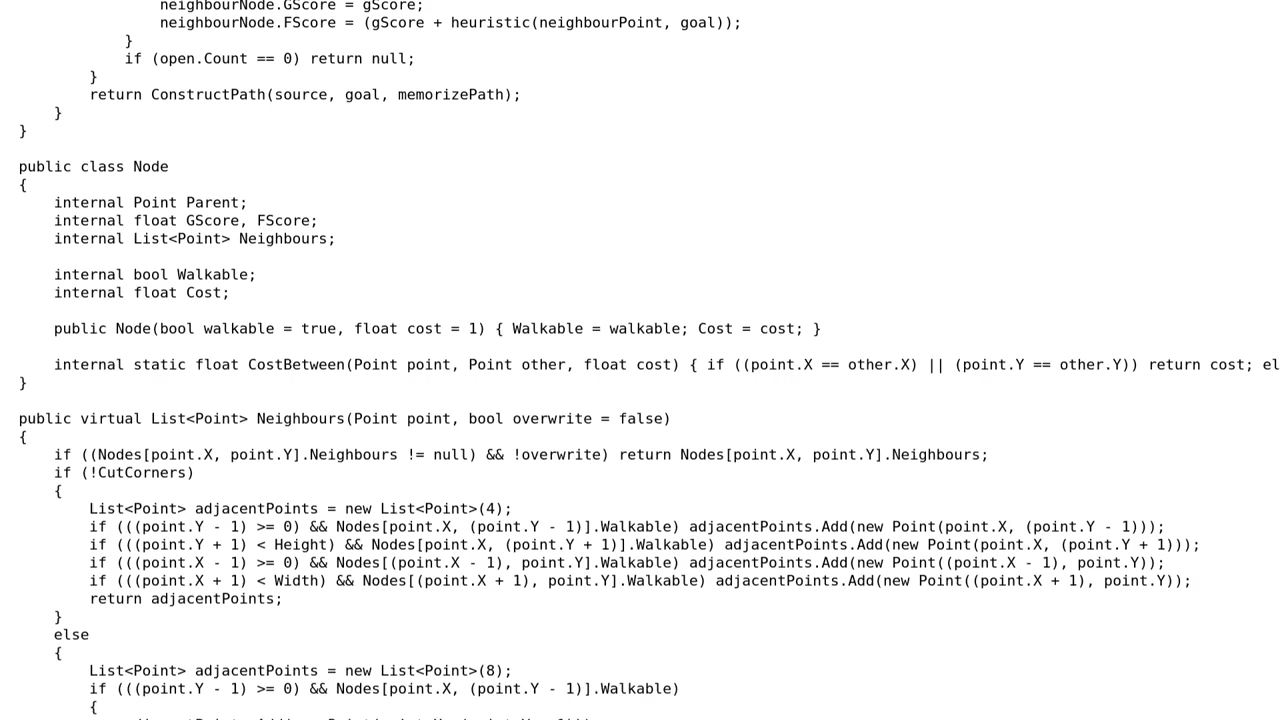 neighbourNode.GScore = gScore;
                neighbourNode.FScore = (gScore + heuristic(neighbourPoint, goal));
            }
            if (open.Count == 0) return null;
        }
        return ConstructPath(source, goal, memorizePath);
    }
}

public class Node
{
    internal Point Parent;
    internal float GScore, FScore;
    internal List<Point> Neighbours;

    internal bool Walkable;
    internal float Cost;

    public Node(bool walkable = true, float cost = 1) { Walkable = walkable; Cost = cost; }

    internal static float CostBetween(Point point, Point other, float cost) { if ((point.X == other.X) || (point.Y == other.Y)) return cost; el
}

public virtual List<Point> Neighbours(Point point, bool overwrite = false)
{
    if ((Nodes[point.X, point.Y].Neighbours != null) && !overwrite) return Nodes[point.X, point.Y].Neighbours;
    if (!CutCorners)
    {
        List<Point> adjacentPoints = new List<Point>(4);
        if (((point.Y - 1) >= 0) && Nodes[point.X, (point.Y - 1)].Walkable) adjacentPoints.Add(new Point(point.X, (point.Y - 1)));
        if (((point.Y + 1) < Height) && Nodes[point.X, (point.Y + 1)].Walkable) adjacentPoints.Add(new Point(point.X, (point.Y + 1)));
        if (((point.X - 1) >= 0) && Nodes[(point.X - 1), point.Y].Walkable) adjacentPoints.Add(new Point((point.X - 1), point.Y));
        if (((point.X + 1) < Width) && Nodes[(point.X + 1), point.Y].Walkable) adjacentPoints.Add(new Point((point.X + 1), point.Y));
        return adjacentPoints;
    }
    else
    {
        List<Point> adjacentPoints = new List<Point>(8);
        if (((point.Y - 1) >= 0) && Nodes[point.X, (point.Y - 1)].Walkable)
        {